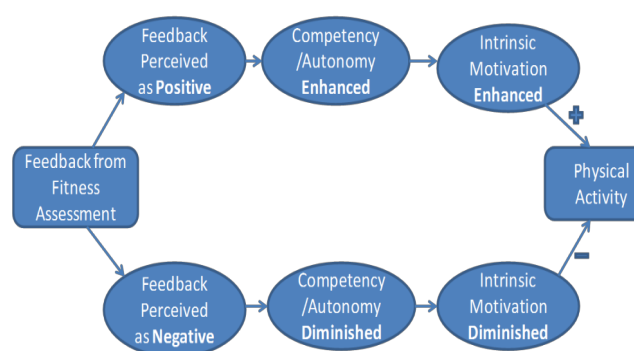 Feedback
Perceived
as Positive
Competency
/Autonomy
Enhanced
Intrinsic
Motivation
Enhanced
+
Feedback from
Fitness
Assessment
Physical
Activity
–
Feedback
Perceived
as Negative
Competency
/Autonomy
Diminished
Intrinsic
Motivation
Diminished